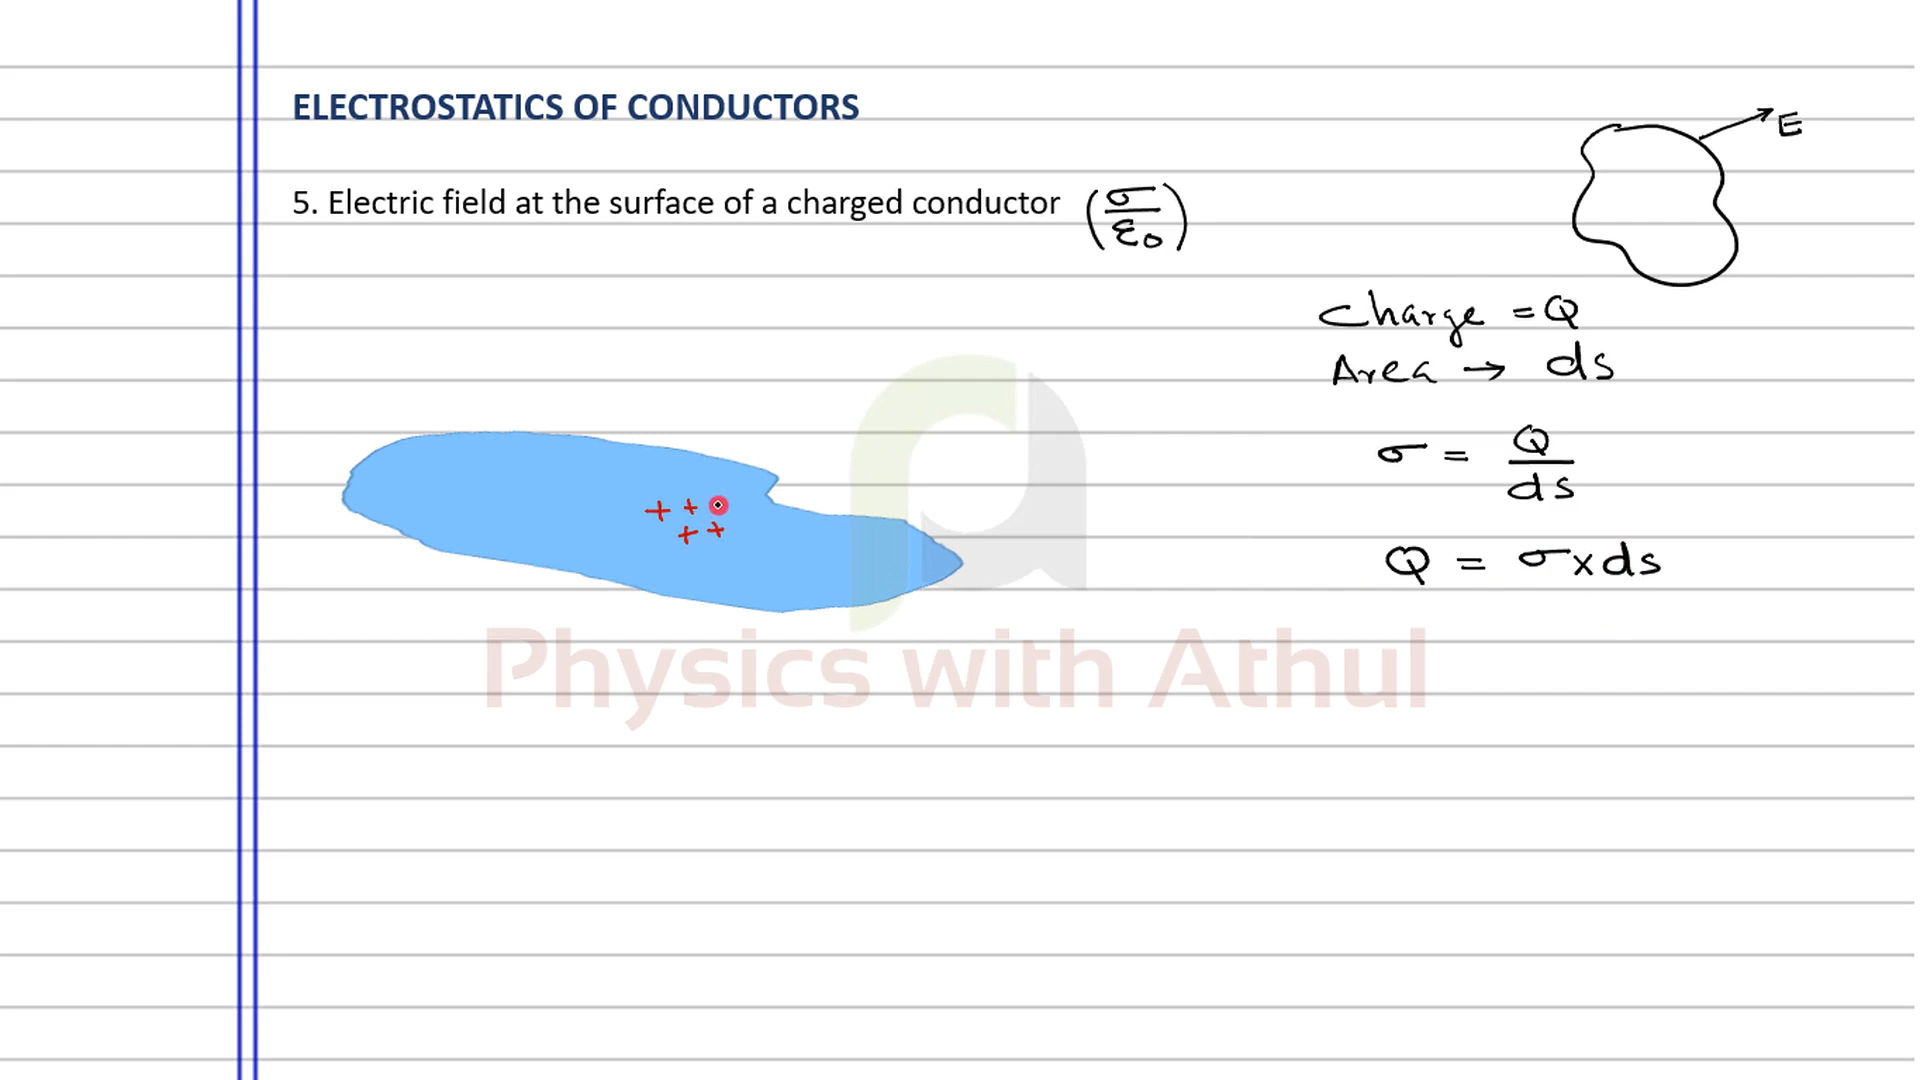 ELECTROSTATICS OF CONDUCTORS
5. Electric field at the surface of a charged conductor (σ/ε0)
E
Charge = Q
Area → ds
σ = Q/ds
Q = σ x ds
+ +
+ +
Physics with Athul